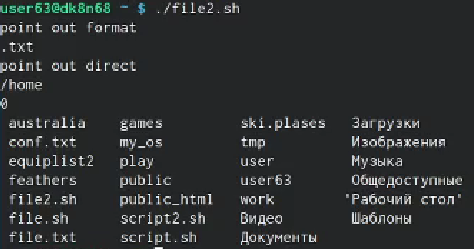 user63@dk8n68 ~ $ ./file2.sh
point out format
.txt
point out direct
/home
0
australia games ski.plases Загрузки
conf.txt my_os tmp Изображения
equiplist2 play user Музыка
feathers public user63 Общедоступные
file2.sh public_html work 'Рабочий стол'
file.sh script2.sh Видео Шаблоны
file.txt script.sh Документы